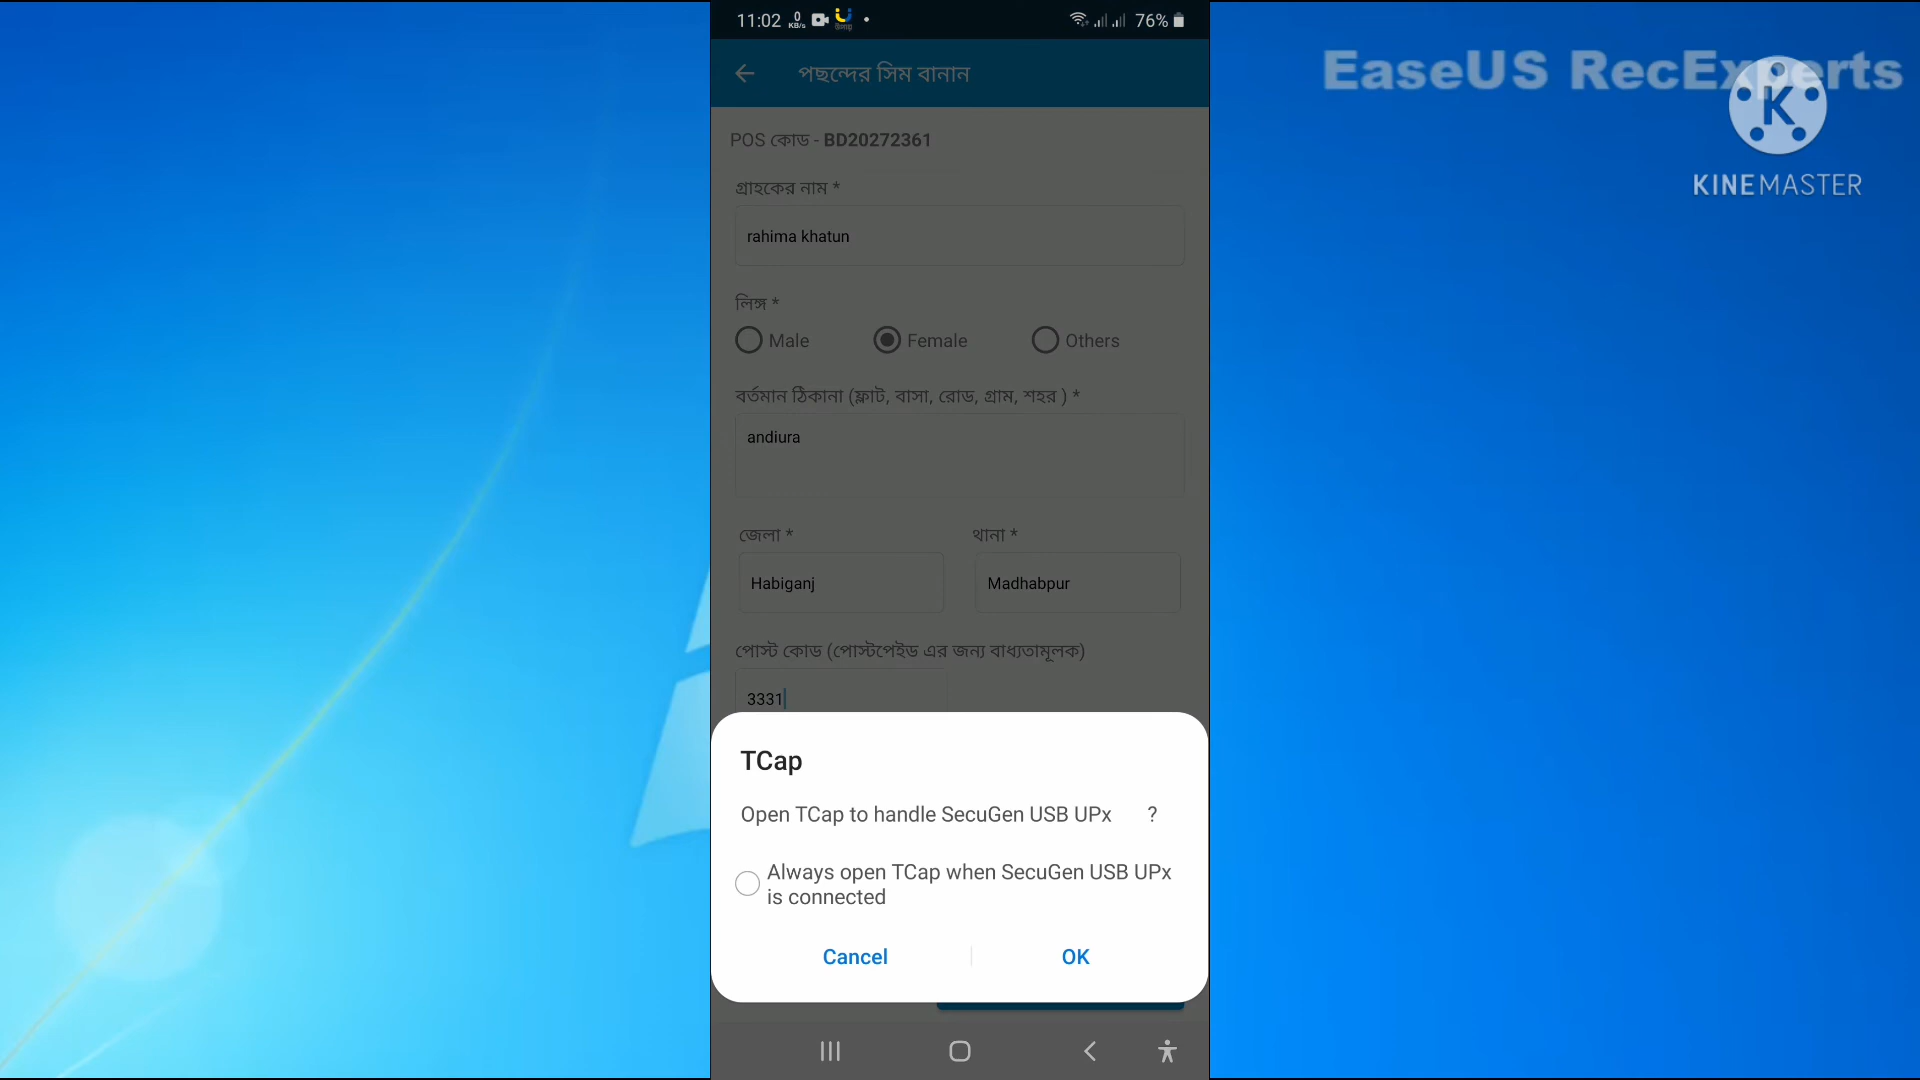 11:02 0 KB/s 76%
EaseUS RecExperts
KINEMASTER
পছন্দের সিম বানান
POS কোড - BD20272361
গ্রাহকের নাম *
rahima khatun
লিঙ্গ *
Male Female Others
বর্তমান ঠিকানা (ফ্লাট, বাসা, রোড, গ্রাম, শহর ) *
andiura
জেলা * থানা *
Habiganj Madhabpur
পোস্ট কোড (পোস্টপেইড এর জন্য বাধ্যতামূলক)
3331
TCap
Open TCap to handle SecuGen USB UPx ?
Always open TCap when SecuGen USB UPx
is connected
Cancel OK